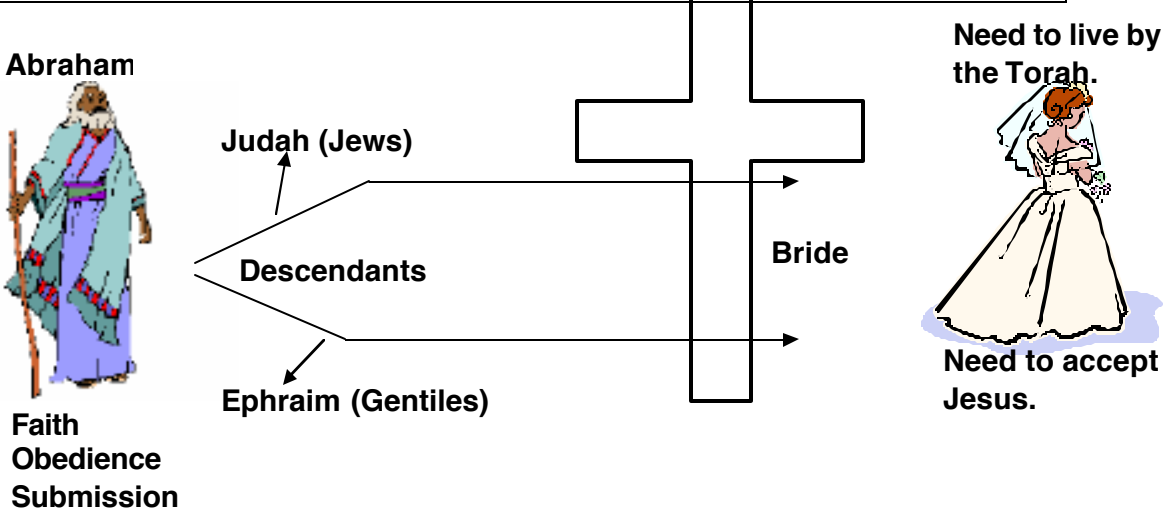 Need to live by
the Torah.
Abraham
Judah (Jews)
Descendants
Bride
Ephraim (Gentiles)
Need to accept
Jesus.
Faith
Obedience
Submission